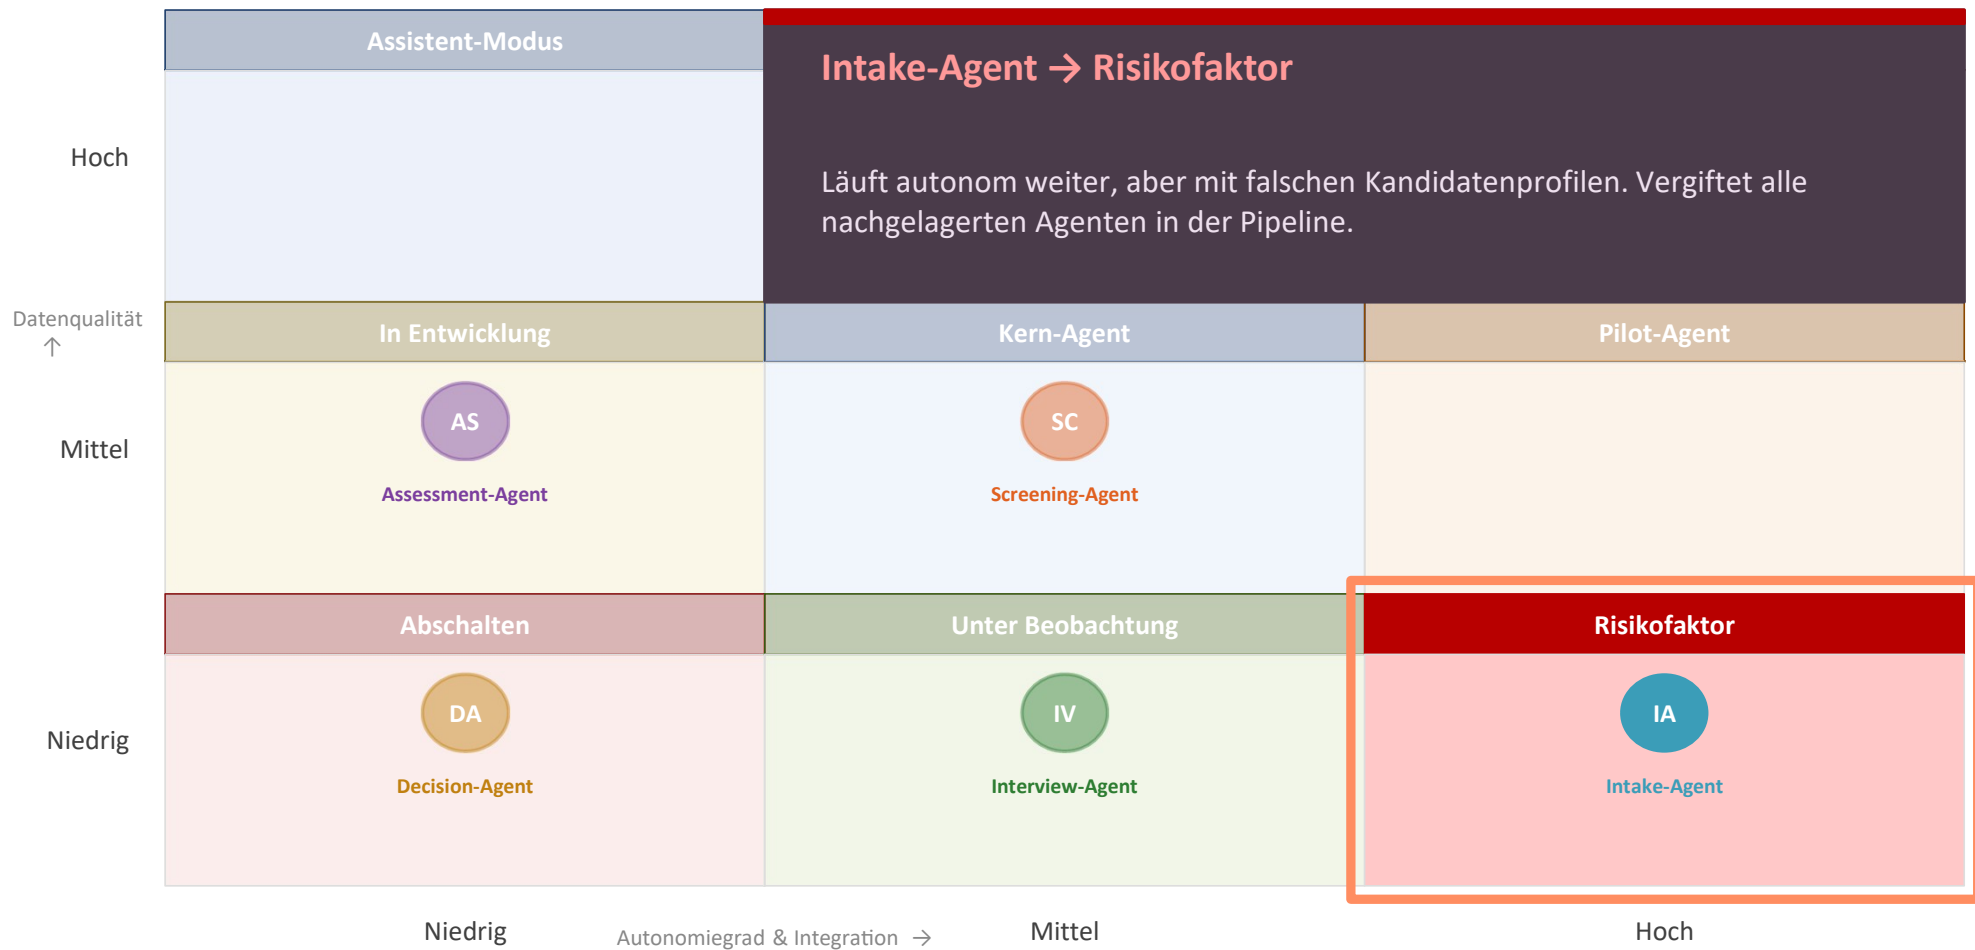 Assistent-Modus
Intake-Agent → Risikofaktor
Läuft autonom weiter, aber mit falschen Kandidatenprofilen. Vergiftet alle
nachgelagerten Agenten in der Pipeline.
Hoch
Datenqualität
↑
In Entwicklung
Kern-Agent
Pilot-Agent
Mittel
AS
Assessment-Agent
SC
Screening-Agent
Abschalten
Unter Beobachtung
Risikofaktor
Niedrig
DA
Decision-Agent
IV
Interview-Agent
IA
Intake-Agent
Niedrig
Autonomiegrad & Integration →
Mittel
Hoch